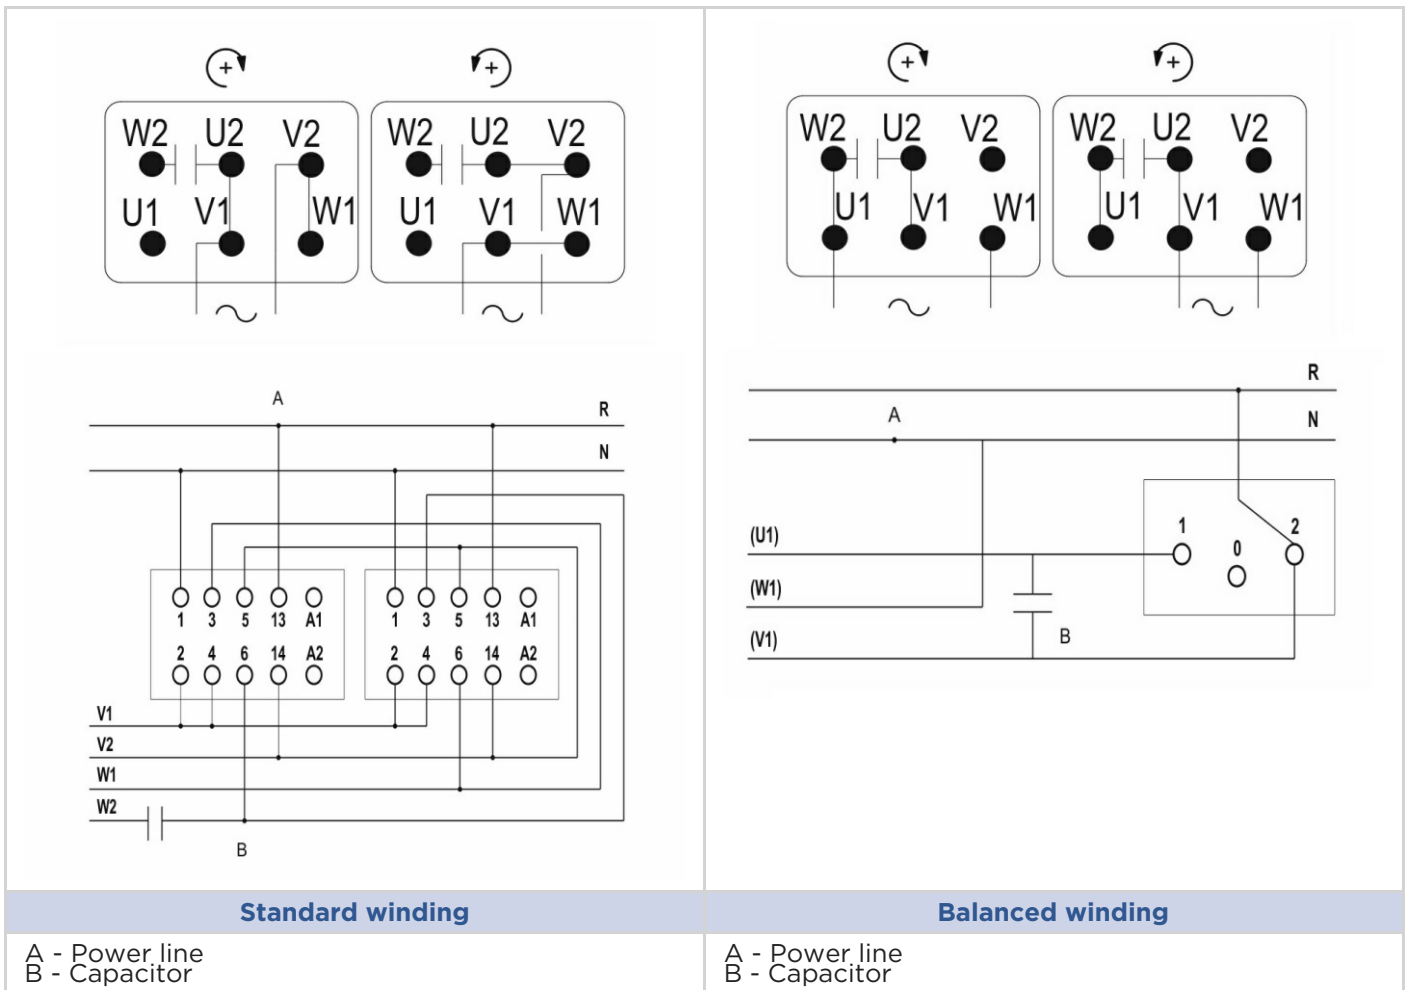 + +
W2 U2 V2 W2 U2 V2
U1 V1 W1 U1 V1 W1
A
R
N
1 3 5 13 A1 1 3 5 13 A1
2 4 6 14 A2 2 4 6 14 A2
V1
V2
W1
W2
B
+ +
W2 U2 V2 W2 U2 V2
U1 V1 W1 U1 V1 W1
R
A
N
1 0 2
(U1)
(W1)
(V1)
B
Standard winding
Balanced winding
A - Power line
B - Capacitor
A - Power line
B - Capacitor